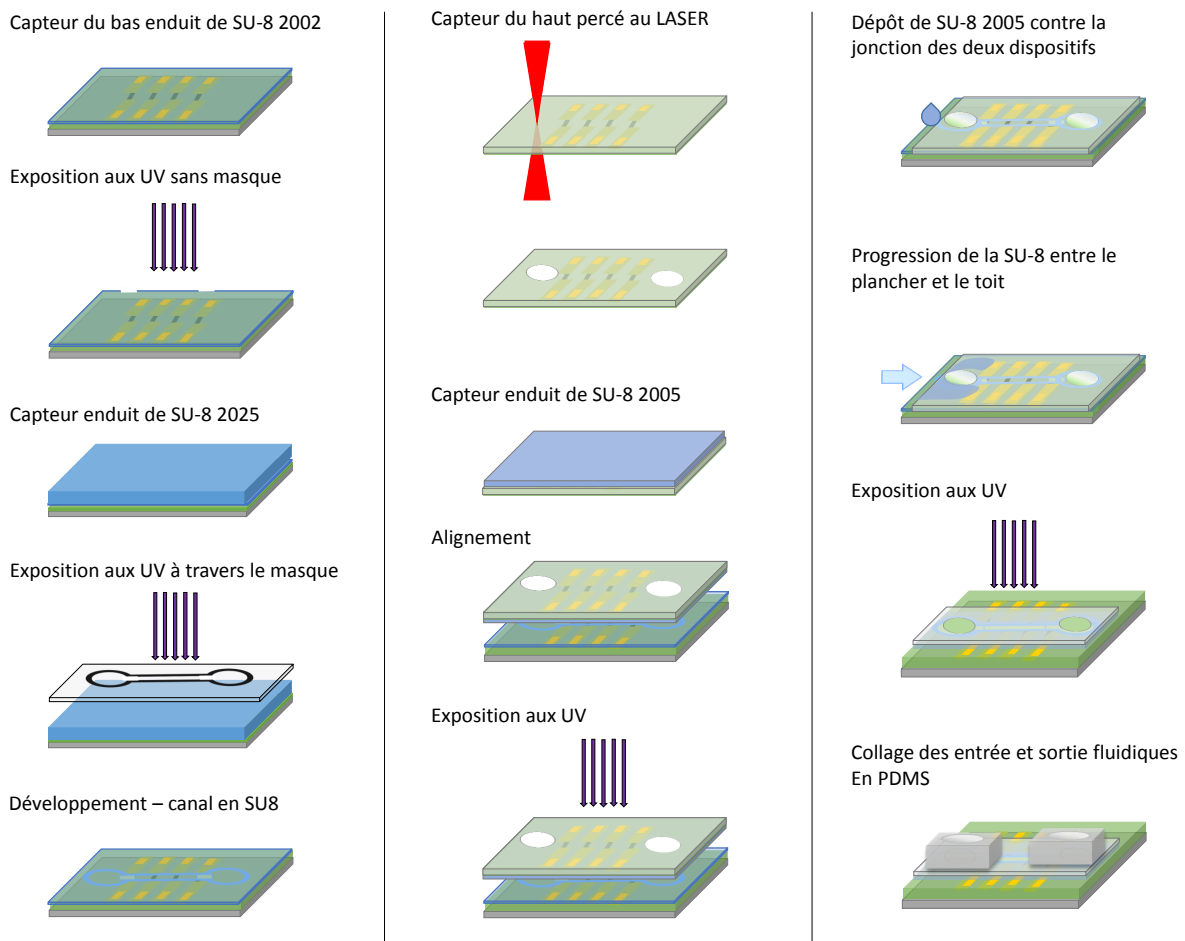 Capteur du bas enduit de SU-8 2002
Exposition aux UV sans masque
Capteur enduit de SU-8 2025
Exposition aux UV à travers le masque
Développement – canal en SU8
Capteur du haut percé au LASER
Capteur enduit de SU-8 2005
Alignement
Exposition aux UV
Dépôt de SU-8 2005 contre la
jonction des deux dispositifs
Progression de la SU-8 entre le
plancher et le toit
Exposition aux UV
Collage des entrée et sortie fluidiques
En PDMS